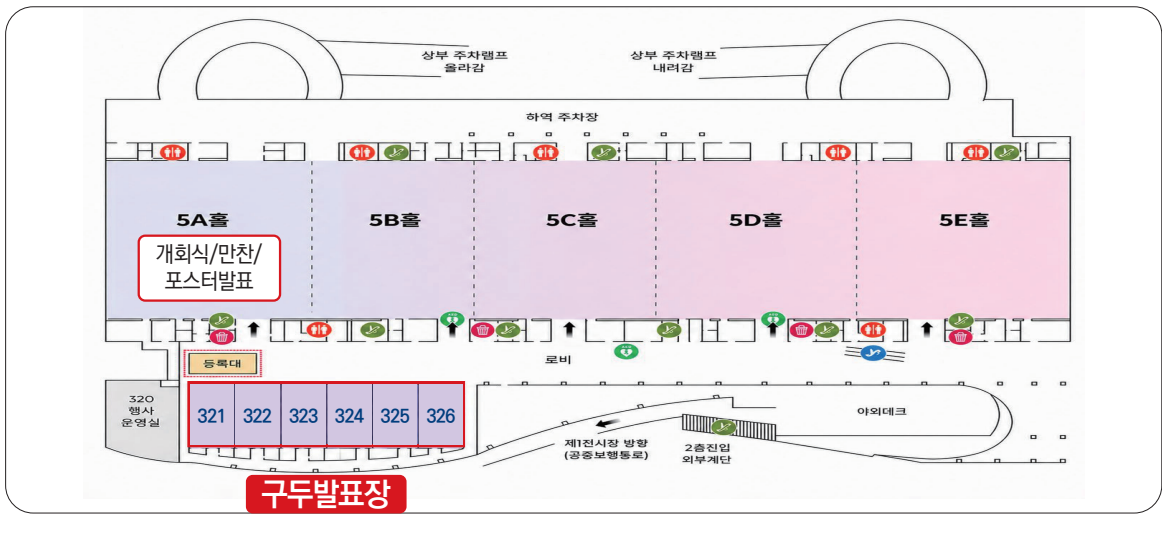 상부 주차램프
올라감
상부 주차램프
내려감
하역 주차장
5A홀
5B홀
5C홀
5D홀
5E홀
개회식/만찬/
포스터발표
등록대
로비
320
행사
운영실
321
322
323
324
325
326
야외데크
제1전시장 방향
(공중보행통로)
2층진입
외부계단
구두발표장